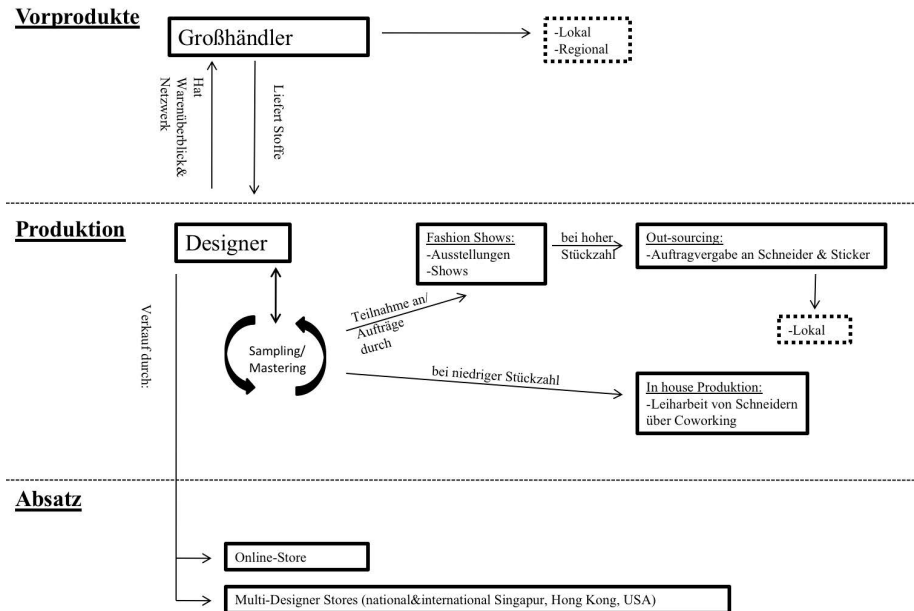 Vorprodukte
Großhändler
-Lokal
-Regional
Hat
Warenüberblick&
Netzwerk
Liefert Stoffe
Produktion
Designer
Fashion Shows:
-Ausstellungen
-Shows
bei hoher
Stückzahl
Out-sourcing:
-Auftragvergabe an Schneider & Sticker
-Lokal
Verkauf durch:
Sampling/
Mastering
Teilnahme an/
Aufträge
durch
bei niedriger Stückzahl
In house Produktion:
-Leiharbeit von Schneidern
über Coworking
Absatz
Online-Store
Multi-Designer Stores (national&international Singapur, Hong Kong, USA)